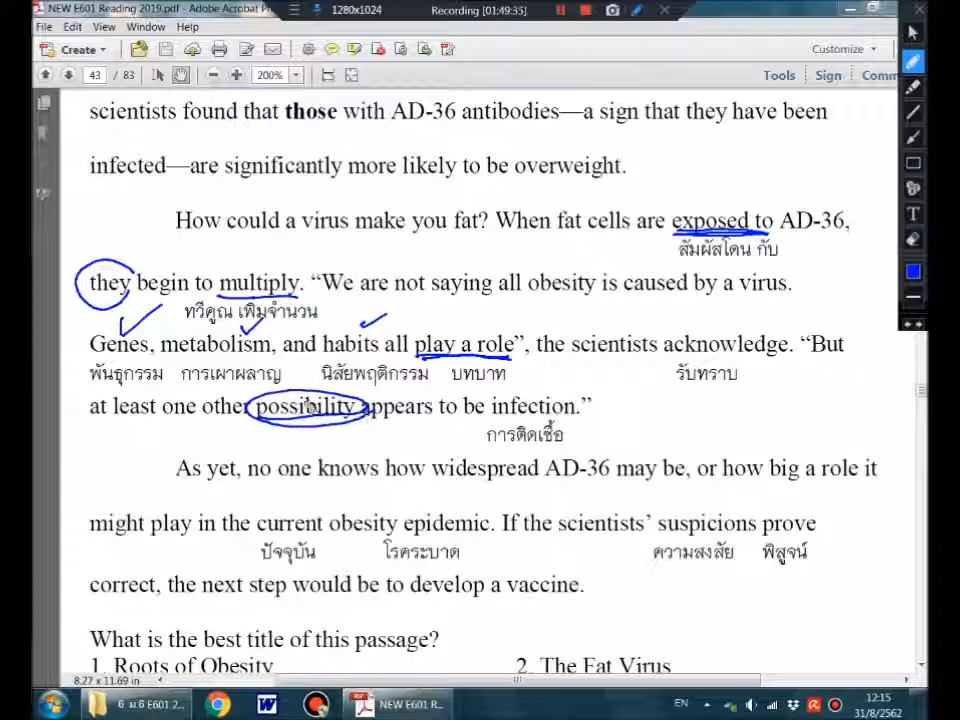 NEW E601 Reading 2019.pdf - Adobe Acrobat P
1280x1024
Recording [01:49:35]
File Edit View Window Help
Create
Customize
43 / 83
200%
Tools Sign Comm
scientists found that those with AD-36 antibodies—a sign that they have been
infected—are significantly more likely to be overweight.
How could a virus make you fat? When fat cells are exposed to AD-36,
สัมผัสโดน กับ
they begin to multiply. “We are not saying all obesity is caused by a virus.
ทวีคูณ เพิ่มจำนวน
Genes, metabolism, and habits all play a role”, the scientists acknowledge. “But
พันธุกรรม การเผาผลาญ นิสัยพฤติกรรม บทบาท รับทราบ
at least one other possibility appears to be infection.”
การติดเชื้อ
As yet, no one knows how widespread AD-36 may be, or how big a role it
might play in the current obesity epidemic. If the scientists’ suspicions prove
ปัจจุบัน โรคระบาด ความสงสัย พิสูจน์
correct, the next step would be to develop a vaccine.
What is the best title of this passage?
1. Roots of Obesity 2. The Fat Virus
8.27 x 11.69 in
6 ม.6 E601 2...
NEW E601 R...
EN
12:15
31/8/2562